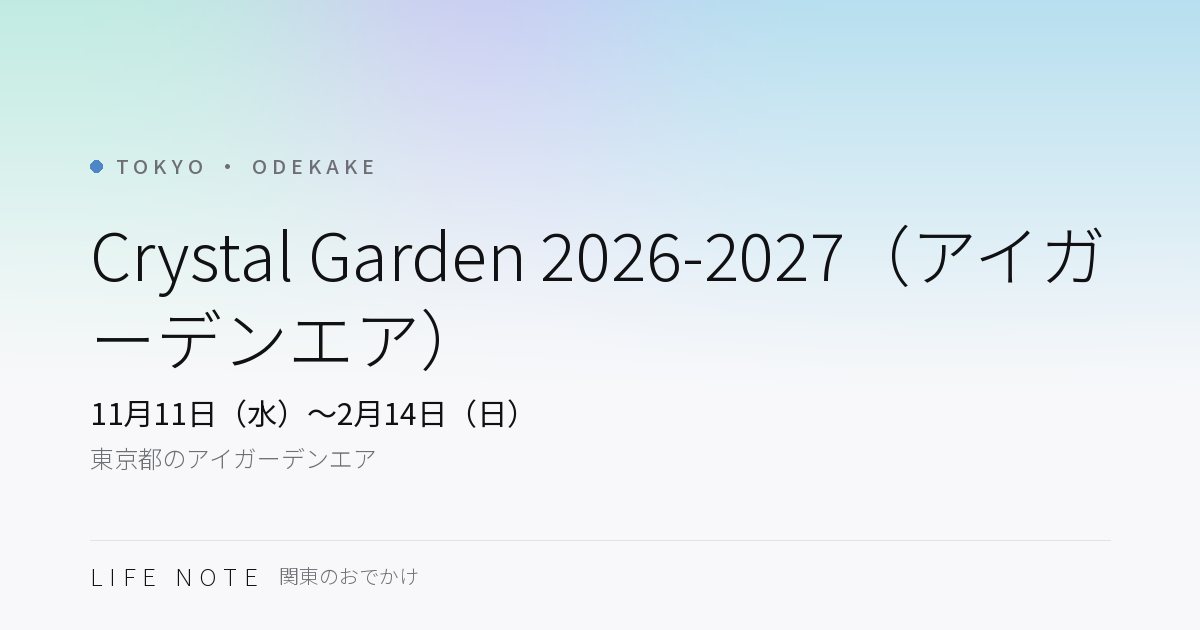 TOKYO ・ ODEKAKE
Crystal Garden 2026-2027（アイガ
ーデンエア）
11月11日（水）〜2月14日（日）
東京都のアイガーデンエア
LIFE NOTE 関東のおでかけ